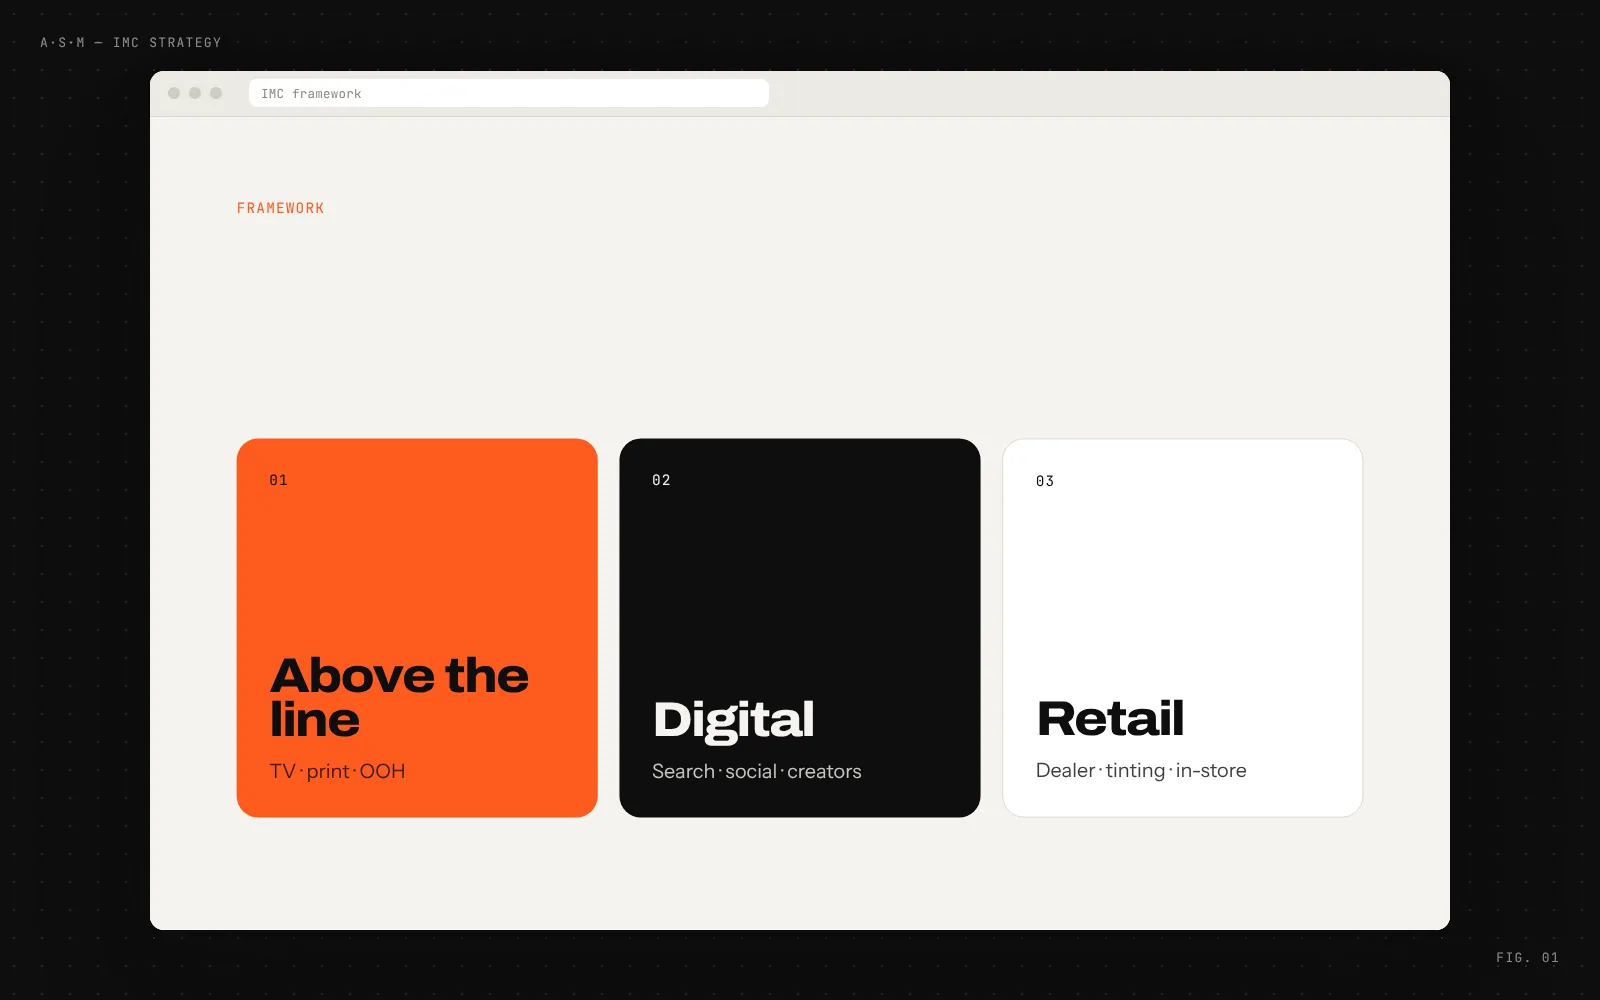 A·S·M — IMC STRATEGY
IMC framework
FRAMEWORK
01
Above the
line
TV·print·OOH
02
Digital
Search·social·creators
03
Retail
Dealer·tinting·in-store
FIG. 01